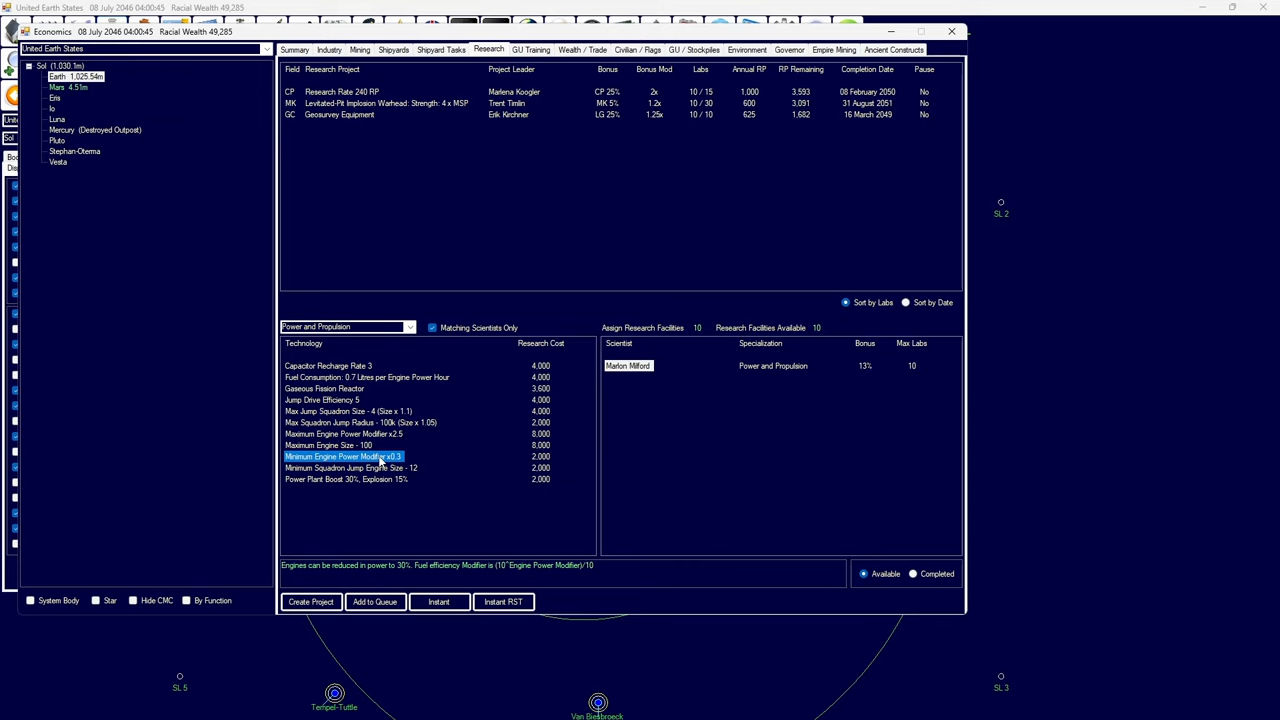 United Earth States   08 July 2046 04:00:45   Racial Wealth 49,285
Economics   08 July 2046 04:00:45   Racial Wealth 49,285
United Earth States
Summary Industry Mining Shipyards Shipyard Tasks Research GU Training Wealth / Trade Civilian / Flags GU / Stockpiles Environment Governor Empire Mining Ancient Constructs
Sol (1,030.1m)
Earth 1,025.54m
Mars 4.51m
Eris
Io
Luna
Mercury (Destroyed Outpost)
Pluto
Stephan-Oterma
Vesta
Field Research Project Project Leader Bonus Bonus Mod Labs Annual RP RP Remaining Completion Date Pause
CP Research Rate 240 RP Marlena Koogler CP 25% 2x 10 / 15 1,000 3,593 08 February 2050 No
MK Levitated-Pit Implosion Warhead: Strength: 4 x MSP Trent Timlin MK 5% 1.2x 10 / 30 600 3,091 31 August 2051 No
GC Geosurvey Equipment Erik Kirchner LG 25% 1.25x 10 / 10 625 1,682 16 March 2049 No
Sort by Labs Sort by Date
Power and Propulsion Matching Scientists Only Assign Research Facilities 10 Research Facilities Available 10
Technology Research Cost Scientist Specialization Bonus Max Labs
Capacitor Recharge Rate 3 4,000 Marlon Milford Power and Propulsion 13% 10
Fuel Consumption: 0.7 Litres per Engine Power Hour 4,000
Gaseous Fission Reactor 3,600
Jump Drive Efficiency 5 4,000
Max Jump Squadron Size - 4 (Size x 1.1) 4,000
Max Squadron Jump Radius - 100k (Size x 1.05) 2,000
Maximum Engine Power Modifier x2.5 8,000
Maximum Engine Size - 100 8,000
Minimum Engine Power Modifier x0.3 2,000
Minimum Squadron Jump Engine Size - 12 2,000
Power Plant Boost 30%, Explosion 15% 2,000
Engines can be reduced in power to 30%. Fuel efficiency Modifier is (10^Engine Power Modifier)/10
Available Completed
System Body Star Hide CMC By Function
Create Project Add to Queue Instant Instant RST
SL 2
SL 5
SL 3
Tempel-Tuttle
Van Biesbroeck